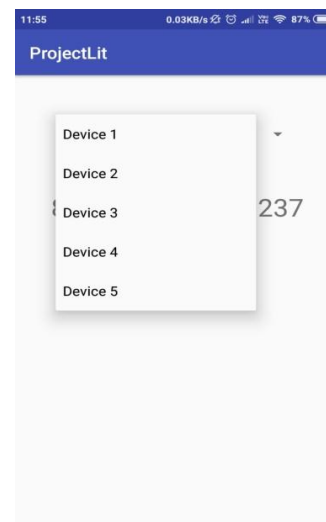 11:55 0.03KB/s 87%
ProjectLit
Device 1
Device 2
Device 3
237
Device 4
Device 5